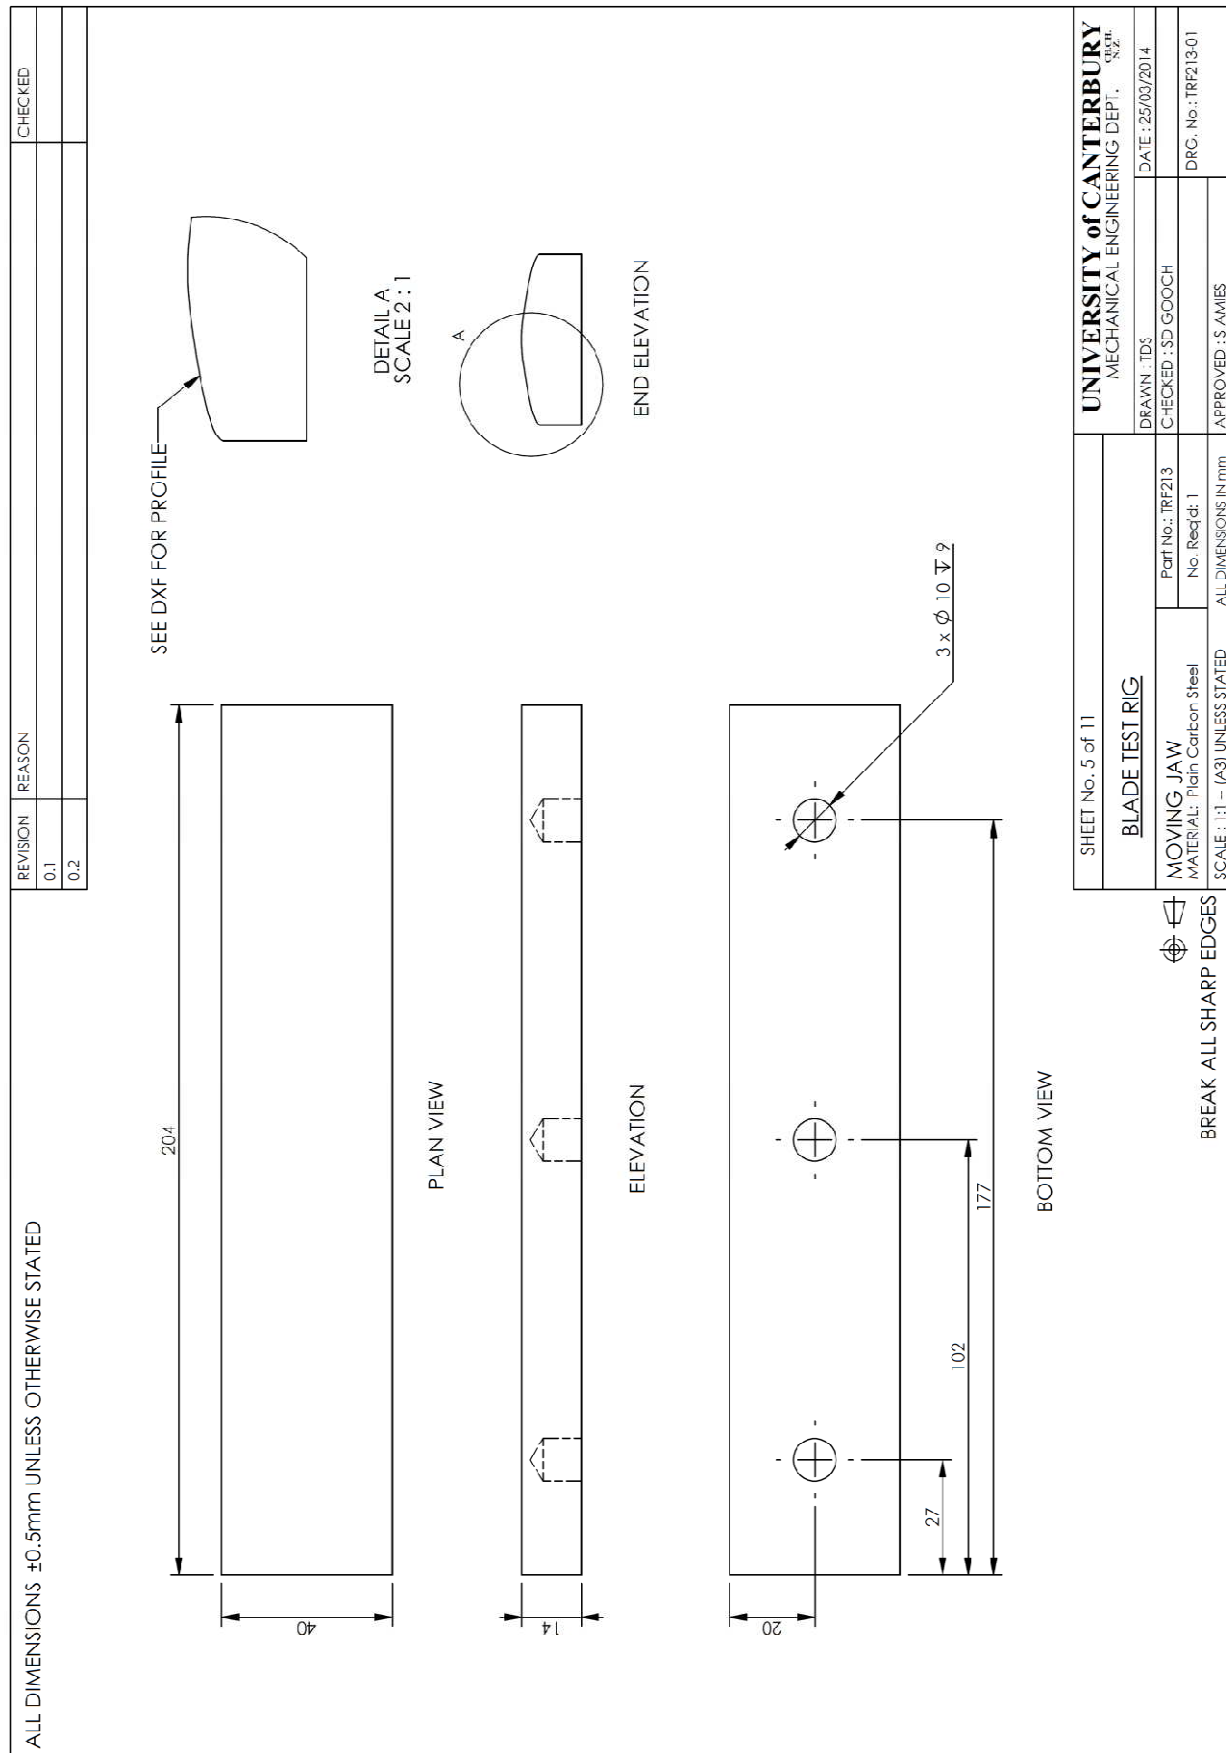 ALL DIMENSIONS ±0.5mm UNLESS OTHERWISE STATED
REVISION REASON CHECKED
0.1
0.2
204
40
PLAN VIEW
SEE DXF FOR PROFILE
DETAIL A
SCALE 2 : 1
14
ELEVATION
A
END ELEVATION
20
3 x ⌀ 10 ↧ 9
27
102
177
BOTTOM VIEW
BREAK ALL SHARP EDGES
SHEET No. 5 of 11
BLADE TEST RIG
MOVING JAW
MATERIAL: Plain Carbon Steel
SCALE : 1:1 – (A3) UNLESS STATED
Part No.: TRF213
No. Req'd: 1
ALL DIMENSIONS IN mm
UNIVERSITY of CANTERBURY
MECHANICAL ENGINEERING DEPT.
CH.CH.
N.Z.
DRAWN : TDS
DATE : 25/03/2014
CHECKED : SD GOOCH
DRG. No.: TRF213-01
APPROVED : S AMIES